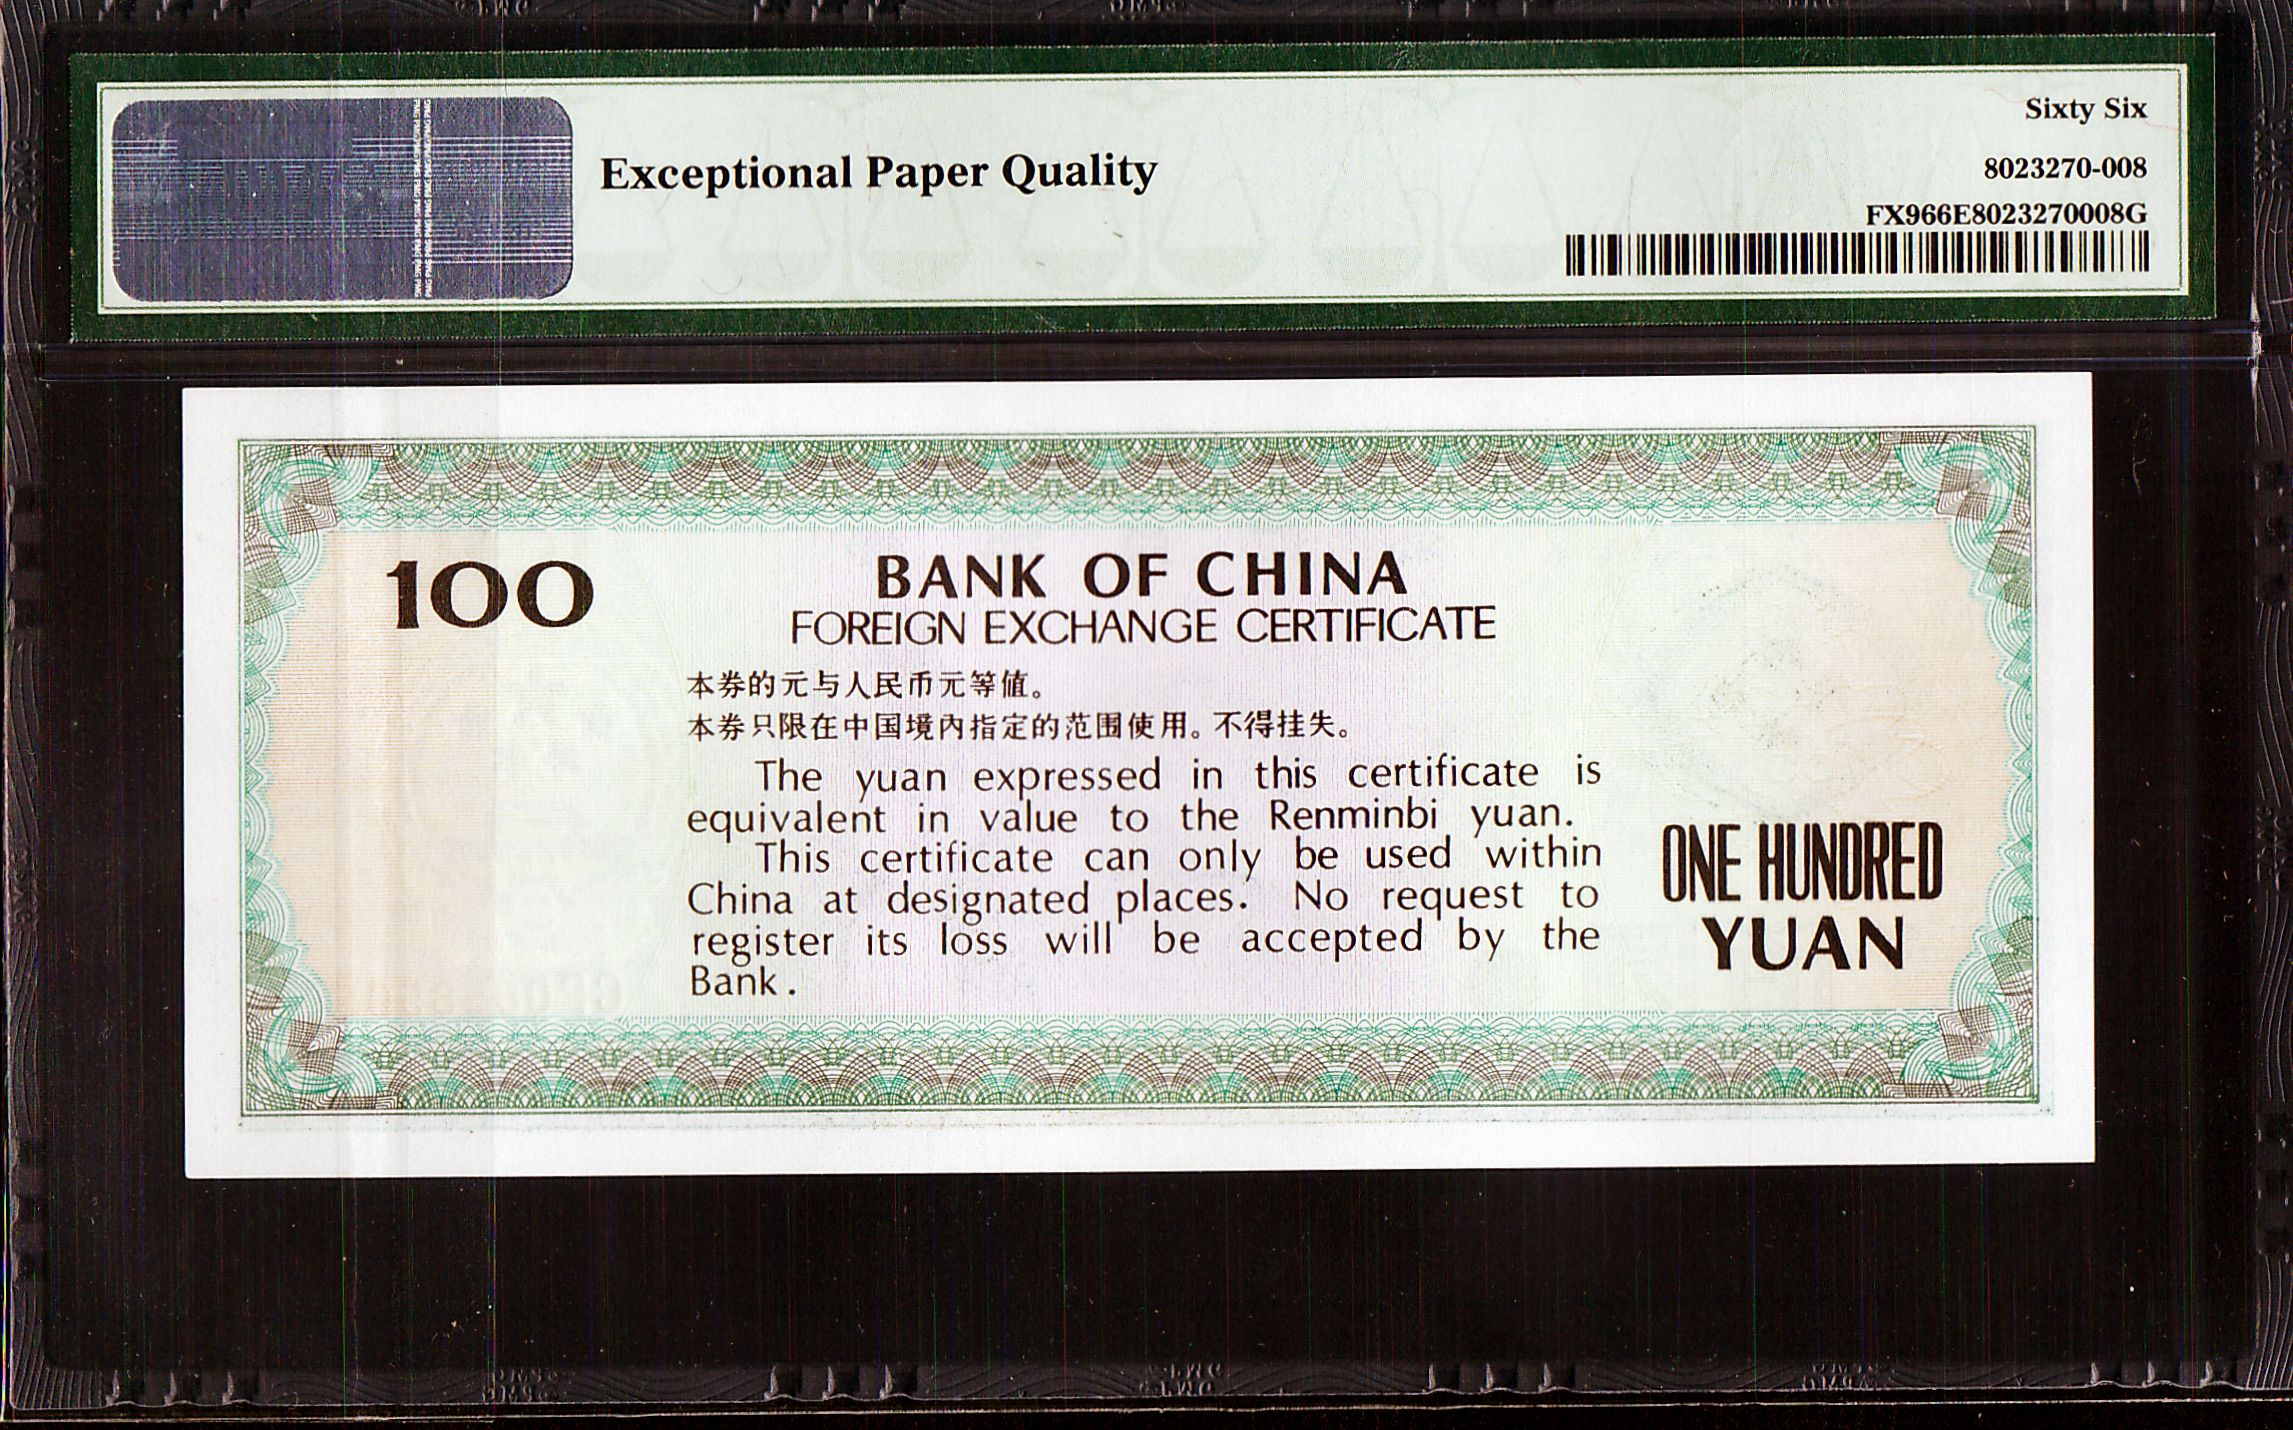 Sixty Six
Exceptional Paper Quality
8023270-008
FX966E8023270008G
100
BANK OF CHINA
FOREIGN EXCHANGE CERTIFICATE
本券的元与人民币元等值。
本券只限在中国境内指定的范围使用。不得挂失。
The yuan expressed in this certificate is
equivalent in value to the Renminbi yuan.
This certificate can only be used within
China at designated places. No request to
register its loss will be accepted by the
Bank.
ONE HUNDRED
YUAN